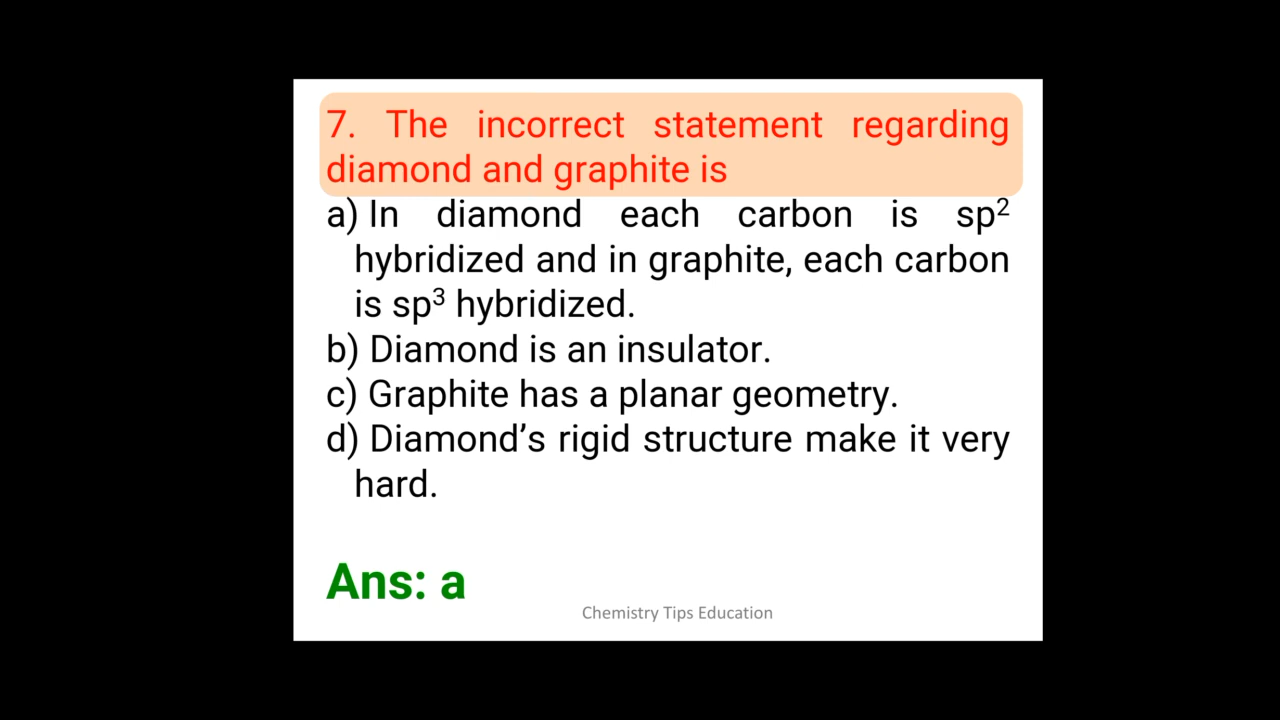 7. The incorrect statement regarding
diamond and graphite is
a) In diamond each carbon is sp²
hybridized and in graphite, each carbon
is sp³ hybridized.
b) Diamond is an insulator.
c) Graphite has a planar geometry.
d) Diamond’s rigid structure make it very
hard.
Ans: a
Chemistry Tips Education